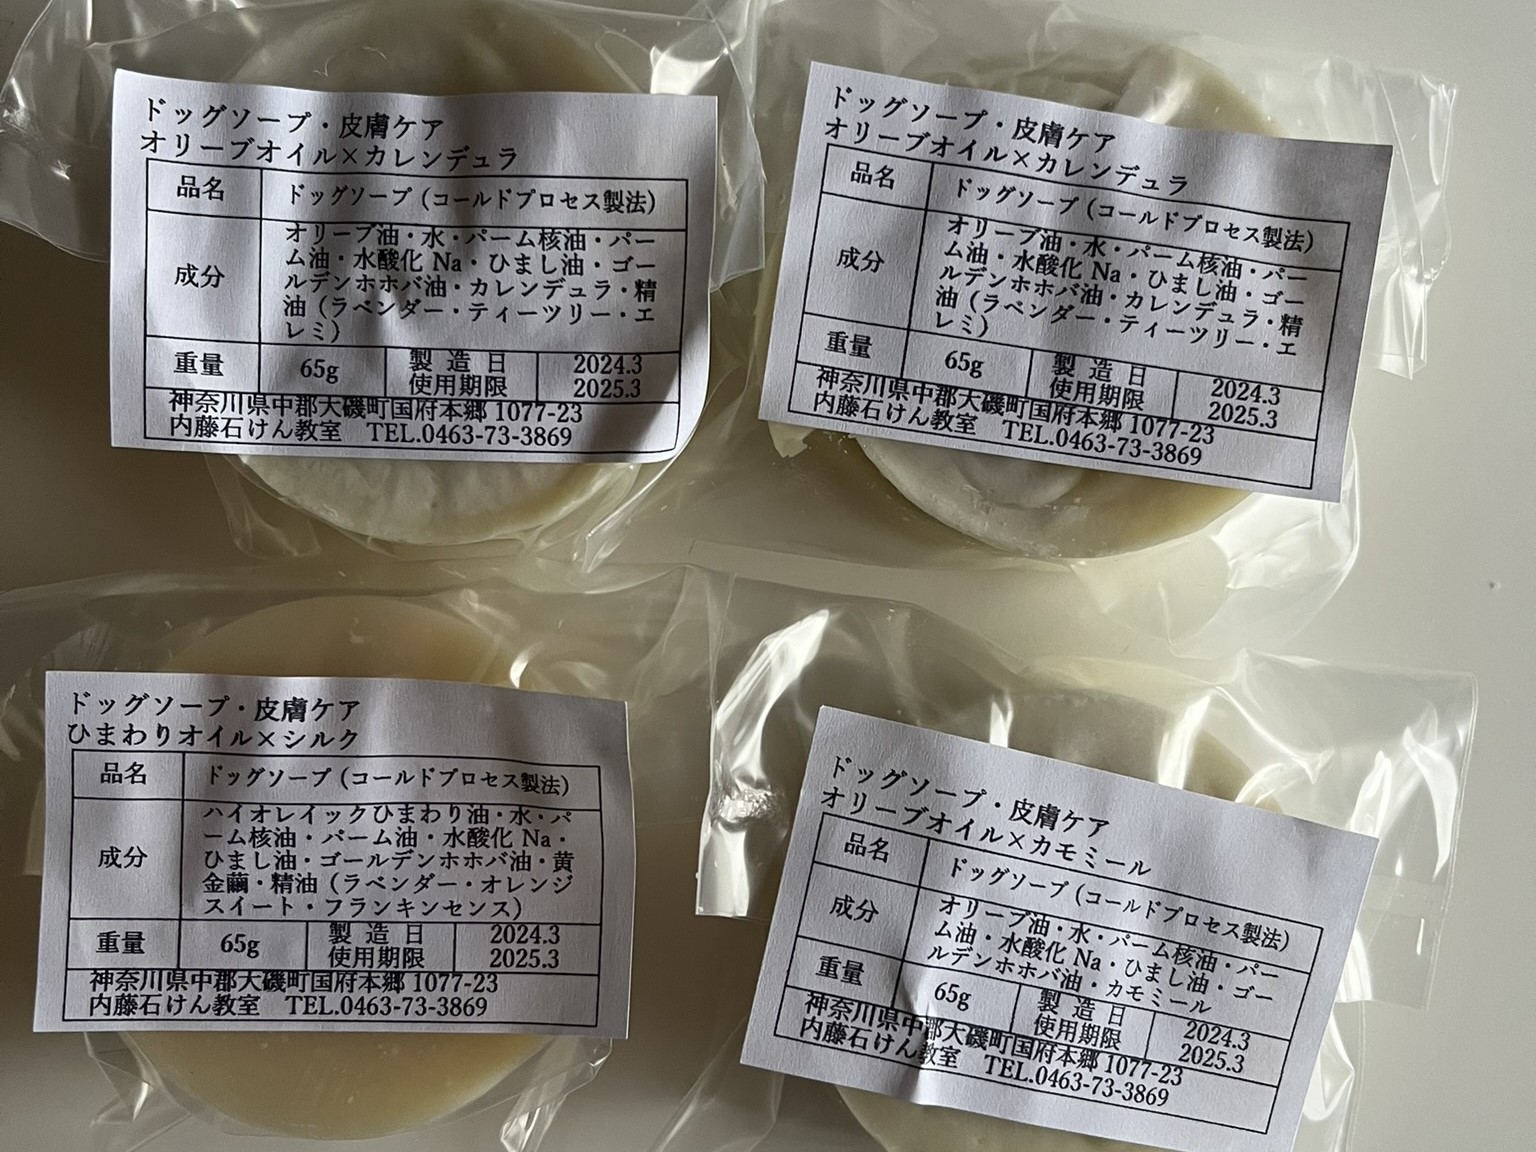 ドッグソープ・皮膚ケア
オリーブオイル×カレンデュラ
品名 ドッグソープ(コールドプロセス製法)
成分 オリーブ油・水・パーム核油・パー
ム油・水酸化 Na・ひまし油・ゴー
ルデンホホバ油・カレンデュラ・精
油(ラベンダー・ティーツリー・エ
レミ)
重量 65g 製造日 2024.3
使用期限 2025.3
神奈川県中郡大磯町国府本郷 1077-23
内藤石けん教室 TEL.0463-73-3869
ドッグソープ・皮膚ケア
オリーブオイル×カレンデュラ
品名 ドッグソープ(コールドプロセス製法)
成分 オリーブ油・水・パーム核油・パー
ム油・水酸化 Na・ひまし油・ゴー
ルデンホホバ油・カレンデュラ・精
油(ラベンダー・ティーツリー・エ
レミ)
重量 65g 製造日 2024.3
使用期限 2025.3
神奈川県中郡大磯町国府本郷 1077-23
内藤石けん教室 TEL.0463-73-3869
ドッグソープ・皮膚ケア
ひまわりオイル×シルク
品名 ドッグソープ(コールドプロセス製法)
成分 ハイオレイックひまわり油・水・パ
ーム核油・パーム油・水酸化 Na・
ひまし油・ゴールデンホホバ油・黄
金繭・精油(ラベンダー・オレンジ
スイート・フランキンセンス)
重量 65g 製造日 2024.3
使用期限 2025.3
神奈川県中郡大磯町国府本郷 1077-23
内藤石けん教室 TEL.0463-73-3869
ドッグソープ・皮膚ケア
オリーブオイル×カモミール
品名 ドッグソープ(コールドプロセス製法)
成分 オリーブ油・水・パーム核油・パー
ム油・水酸化 Na・ひまし油・ゴー
ルデンホホバ油・カモミール
重量 65g 製造日 2024.3
使用期限 2025.3
神奈川県中郡大磯町国府本郷 1077-23
内藤石けん教室 TEL.0463-73-3869